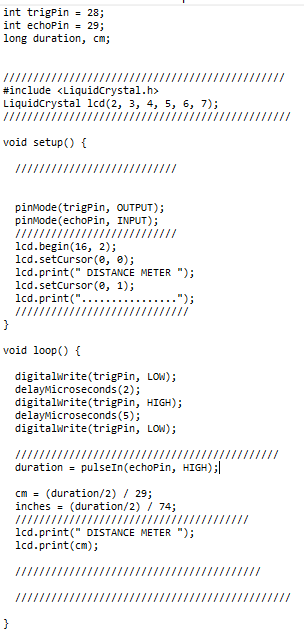 int trigPin = 28;
int echoPin = 29;
long duration, cm;
///////////////////////////////////////////////
#include <LiquidCrystal.h>
LiquidCrystal lcd(2, 3, 4, 5, 6, 7);
////////////////////////////////////////////////
void setup() {
///////////////////////////
pinMode(trigPin, OUTPUT);
pinMode(echoPin, INPUT);
///////////////////////////
lcd.begin(16, 2);
lcd.setCursor(0, 0);
lcd.print(" DISTANCE METER ");
lcd.setCursor(0, 1);
lcd.print("................");
/////////////////////////////
}
void loop() {
digitalWrite(trigPin, LOW);
delayMicroseconds(2);
digitalWrite(trigPin, HIGH);
delayMicroseconds(5);
digitalWrite(trigPin, LOW);
////////////////////////////////////////////
duration = pulseIn(echoPin, HIGH);
cm = (duration/2) / 29;
inches = (duration/2) / 74;
///////////////////////////////////////
lcd.print(" DISTANCE METER ");
lcd.print(cm);
/////////////////////////////////////////
//////////////////////////////////////////////
}